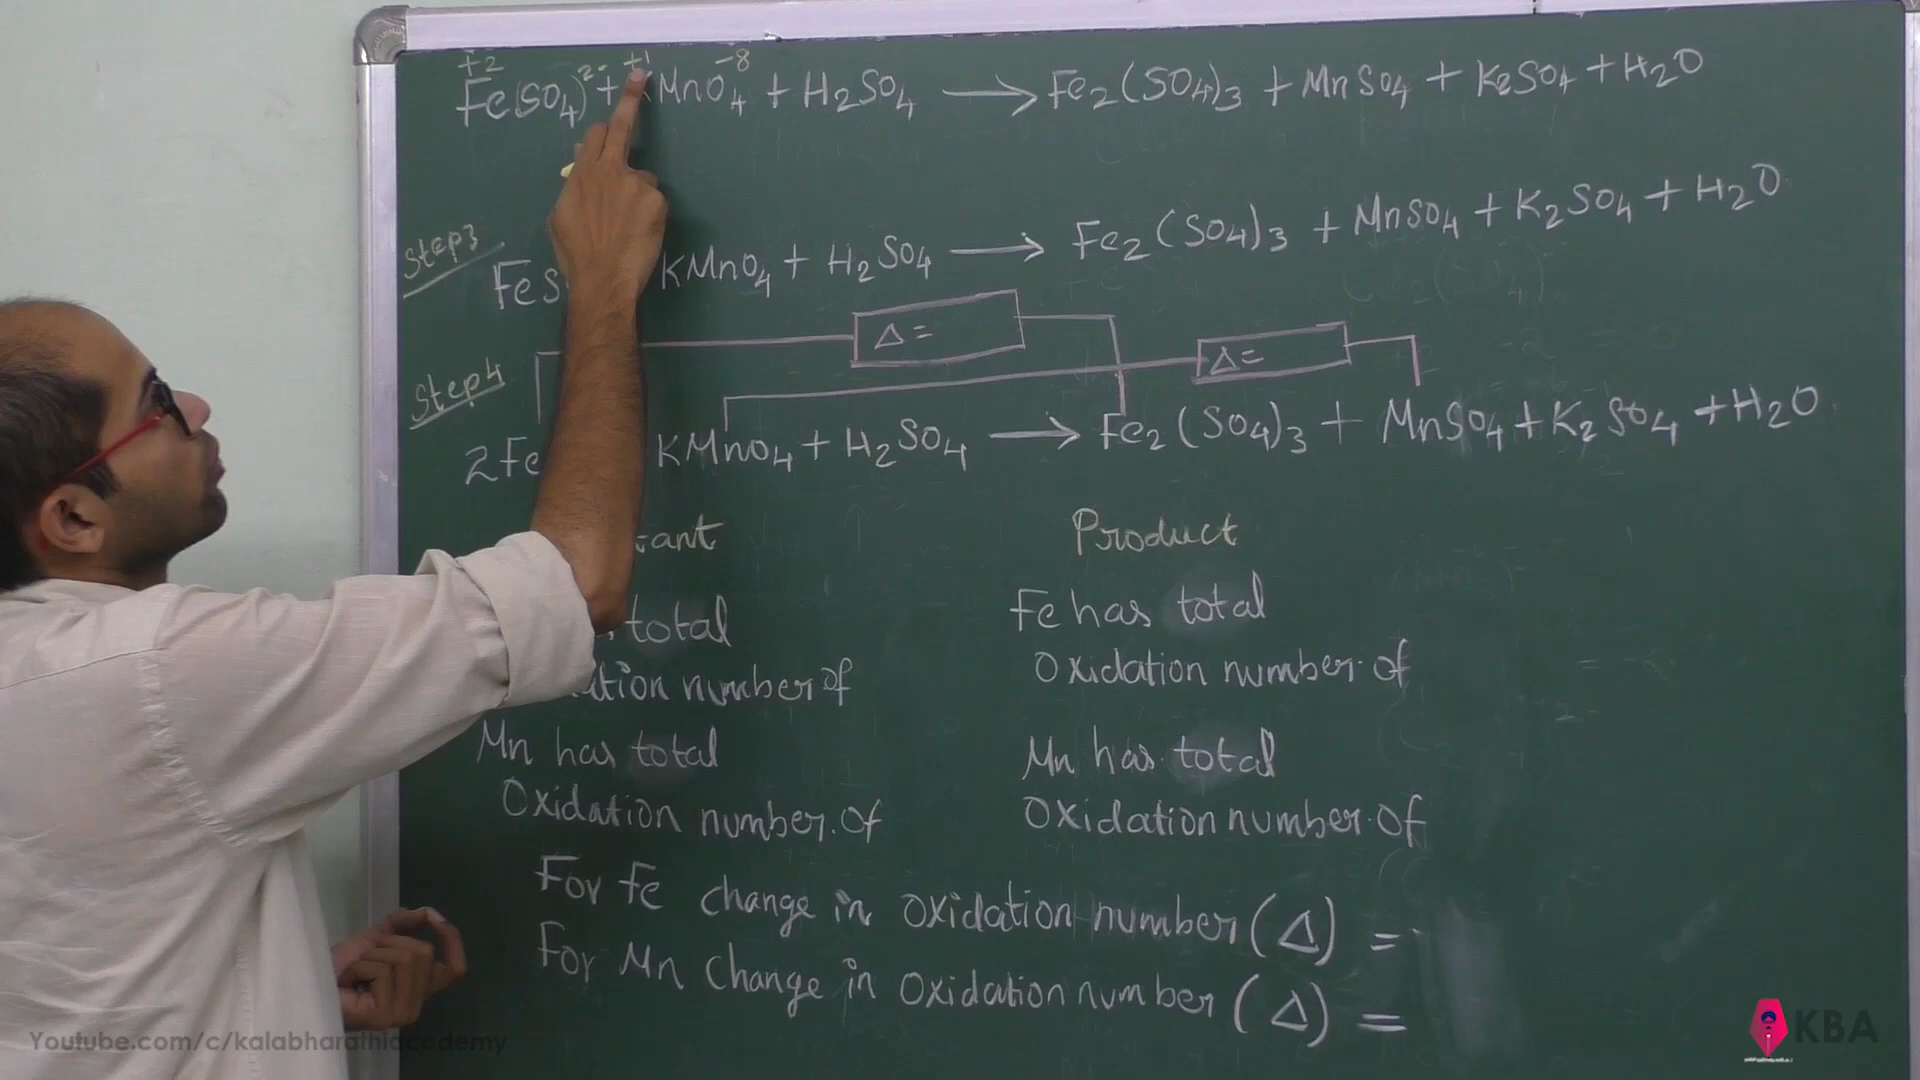 +2 2- +1 -8
Fe(SO4) + KMnO4 + H2SO4 → Fe2(SO4)3 + MnSO4 + K2SO4 + H2O
Step3
FeS KMnO4 + H2SO4 → Fe2(SO4)3 + MnSO4 + K2SO4 + H2O
Δ=
Δ=
Step4
2Fe KMnO4 + H2SO4 → Fe2(SO4)3 + MnSO4 + K2SO4 + H2O
tant Product
total Fe has total
ation number of Oxidation number of
Mn has total Mn has total
Oxidation number of Oxidation number of
For Fe change in oxidation number (Δ) =
For Mn change in oxidation number (Δ) =
Youtube.com/c/kalabharathiacademy
KBA